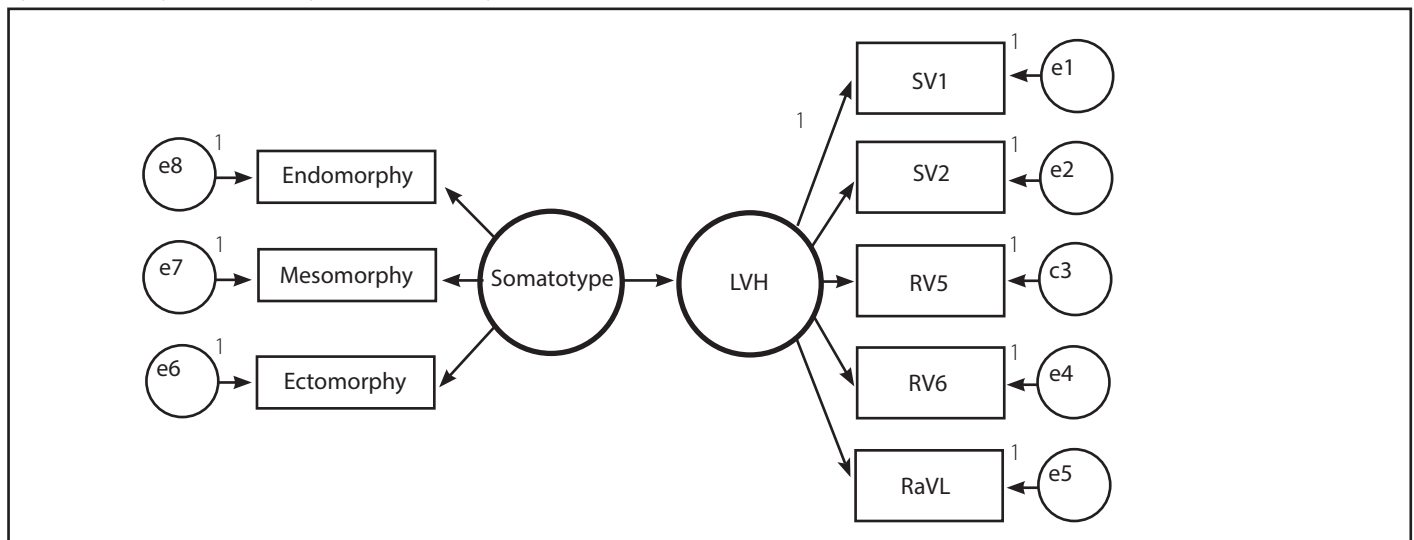 1
SV1
e1
1
1
SV2
e2
1
RV5
c3
1
RV6
e4
1
RaVL
e5
e8
1
Endomorphy
e7
1
Mesomorphy
e6
1
Ectomorphy
Somatotype
LVH